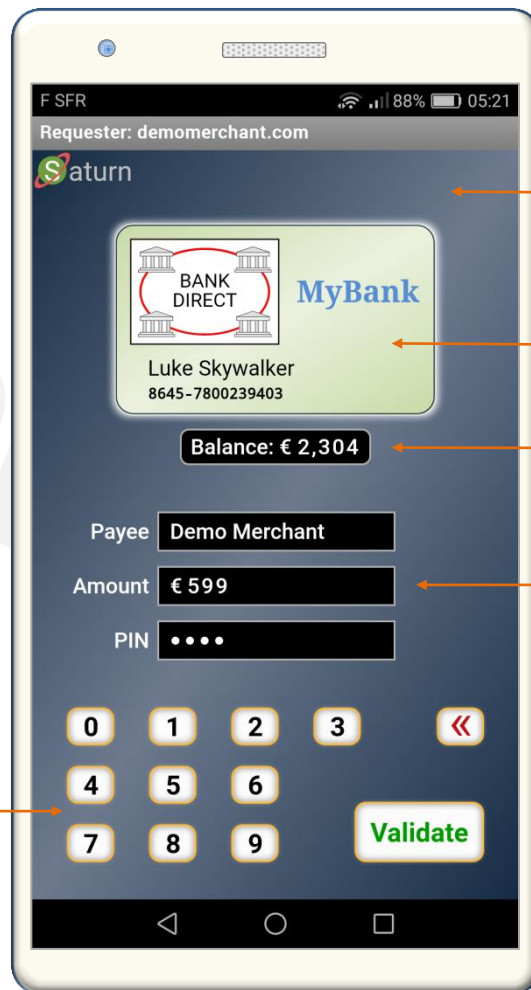 F SFR 88% 05:21
Requester: demomerchant.com
Saturn
BANK
DIRECT
MyBank
Luke Skywalker
8645-7800239403
Balance: € 2,304
Payee Demo Merchant
Amount € 599
PIN ••••
0 1 2 3 «
4 5 6
7 8 9 Validate